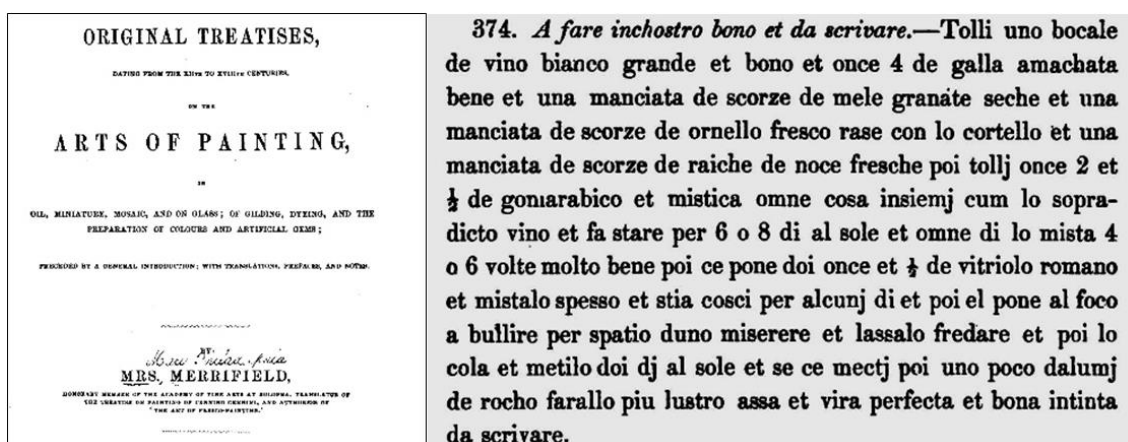 ORIGINAL TREATISES,
DATING FROM THE XIITH TO XVIIITH CENTURIES,
ON THE
ARTS OF PAINTING,
IN
OIL, MINIATURE, MOSAIC, AND ON GLASS; OF GILDING, DYEING, AND THE
PREPARATION OF COLOURS AND ARTIFICIAL GEMS;
PRECEDED BY A GENERAL INTRODUCTION; WITH TRANSLATIONS, PREFACES, AND NOTES.
BY
MRS. MERRIFIELD,
HONORARY MEMBER OF THE ACADEMY OF FINE ARTS AT BOLOGNA, TRANSLATOR OF
THE TREATISE ON PAINTING OF CENNINO CENNINI, AND AUTHORESS OF
'THE ART OF FRESCO-PAINTING.'
374. A fare inchostro bono et da scrivare.—Tolli uno bocale
de vino bianco grande et bono et once 4 de galla amachata
bene et una manciata de scorze de mele granate seche et una
manciata de scorze de ornello fresco rase con lo cortello et una
manciata de scorze de raiche de noce fresche poi tollj once 2 et
½ de gomarabico et mistica omne cosa insiemj cum lo sopra-
dicto vino et fa stare per 6 o 8 di al sole et omne di lo mista 4
o 6 volte molto bene poi ce pone doi once et ½ de vitriolo romano
et mistalo spesso et stia cosci per alcunj di et poi el pone al foco
a bullire per spatio duno miserere et lassalo fredare et poi lo
cola et metilo doi dj al sole et se ce mectj poi uno poco dalumj
de rocho farallo piu lustro assa et vira perfecta et bona intinta
da scrivare.